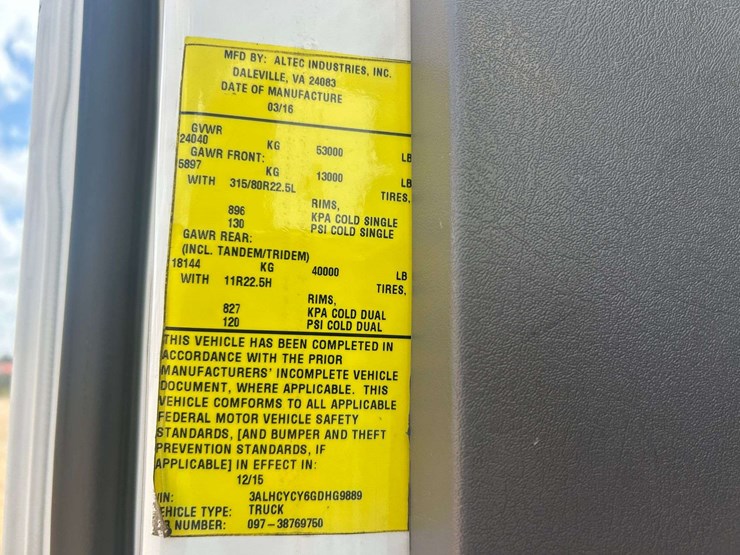 MFD BY: ALTEC INDUSTRIES, INC.
DALEVILLE, VA 24083
DATE OF MANUFACTURE
03/16
GVWR
24040 KG 53000 LB
GAWR FRONT:
5897 KG 13000 LB
WITH 315/80R22.5L TIRES,
RIMS,
896 KPA COLD SINGLE
130 PSI COLD SINGLE
GAWR REAR:
(INCL. TANDEM/TRIDEM)
18144 KG 40000 LB
WITH 11R22.5H TIRES,
RIMS,
827 KPA COLD DUAL
120 PSI COLD DUAL
THIS VEHICLE HAS BEEN COMPLETED IN
ACCORDANCE WITH THE PRIOR
MANUFACTURERS' INCOMPLETE VEHICLE
DOCUMENT, WHERE APPLICABLE. THIS
VEHICLE COMFORMS TO ALL APPLICABLE
FEDERAL MOTOR VEHICLE SAFETY
STANDARDS, [AND BUMPER AND THEFT
PREVENTION STANDARDS, IF
APPLICABLE] IN EFFECT IN:
12/15
VIN: 3ALHCYCY6GDHG9889
VEHICLE TYPE: TRUCK
NUMBER: 097-38769750